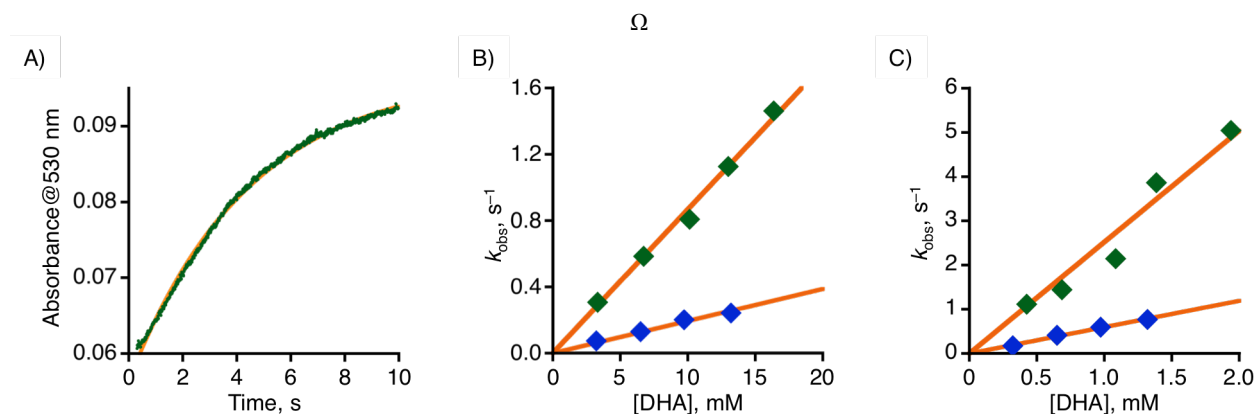 Ω
A)
Absorbance@530 nm
0.09
0.08
0.07
0.06
0 2 4 6 8 10
Time, s
B)
kobs, s–1
1.6
1.2
0.8
0.4
0.0
0 5 10 15 20
[DHA], mM
C)
kobs, s–1
6
5
4
3
2
1
0
0.0 0.5 1.0 1.5 2.0
[DHA], mM